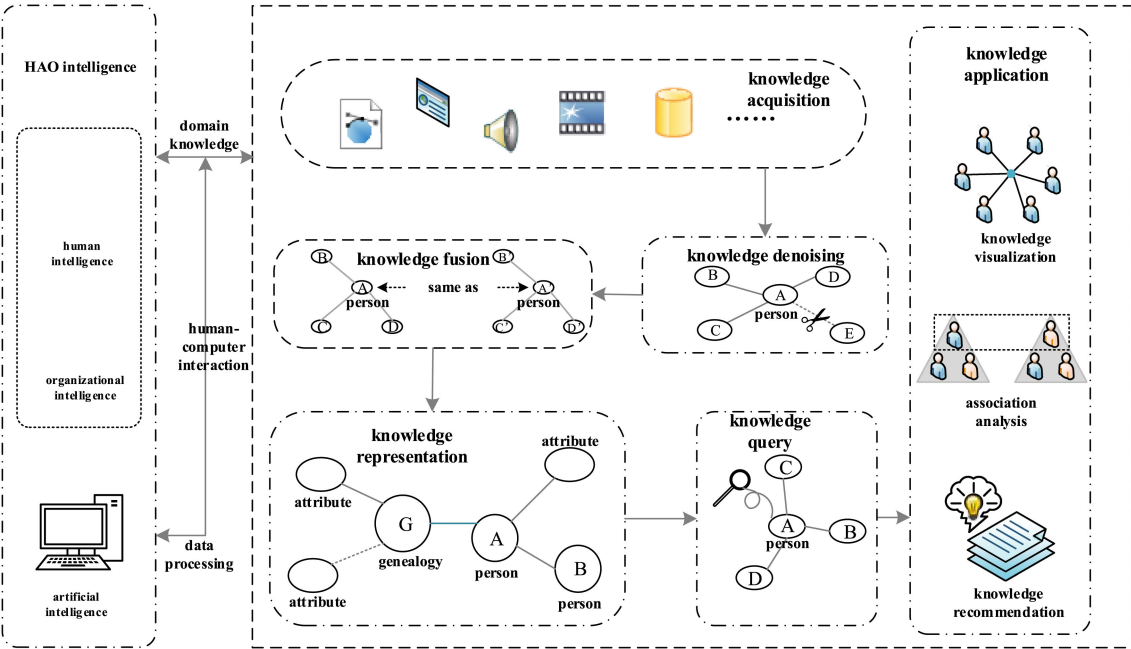 HAO intelligence
human
intelligence
organizational
intelligence
artificial
intelligence
domain
knowledge
human-
computer
interaction
data
processing
knowledge
acquisition
......
knowledge denoising
B
D
A
person
C
E
knowledge fusion
B
B'
A
same as
A'
person
person
C
D
C'
D'
knowledge
representation
attribute
attribute
G
A
genealogy
person
B
attribute
person
knowledge
query
C
A
person
B
D
knowledge
application
knowledge
visualization
association
analysis
knowledge
recommendation